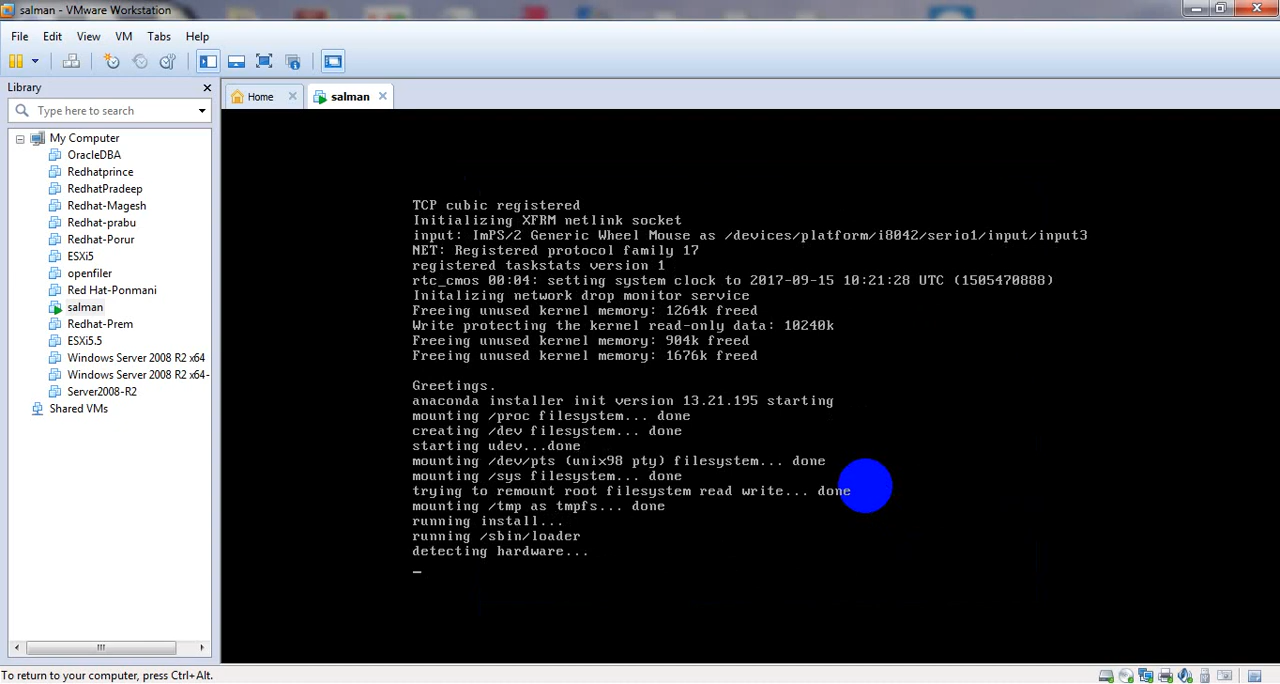 salman - VMware Workstation
File Edit View VM Tabs Help
Library
Type here to search
My Computer
OracleDBA
Redhatprince
RedhatPradeep
Redhat-Magesh
Redhat-prabu
Redhat-Porur
ESXi5
openfiler
Red Hat-Ponmani
salman
Redhat-Prem
ESXi5.5
Windows Server 2008 R2 x64
Windows Server 2008 R2 x64-
Server2008-R2
Shared VMs
Home
salman
TCP cubic registered
Initializing XFRM netlink socket
input: ImPS/2 Generic Wheel Mouse as /devices/platform/i8042/serio1/input/input3
NET: Registered protocol family 17
registered taskstats version 1
rtc_cmos 00:04: setting system clock to 2017-09-15 10:21:28 UTC (1505470888)
Initalizing network drop monitor service
Freeing unused kernel memory: 1264k freed
Write protecting the kernel read-only data: 10240k
Freeing unused kernel memory: 904k freed
Freeing unused kernel memory: 1676k freed
Greetings.
anaconda installer init version 13.21.195 starting
mounting /proc filesystem... done
creating /dev filesystem... done
starting udev...done
mounting /dev/pts (unix98 pty) filesystem... done
mounting /sys filesystem... done
trying to remount root filesystem read write... done
mounting /tmp as tmpfs... done
running install...
running /sbin/loader
detecting hardware...
_
To return to your computer, press Ctrl+Alt.